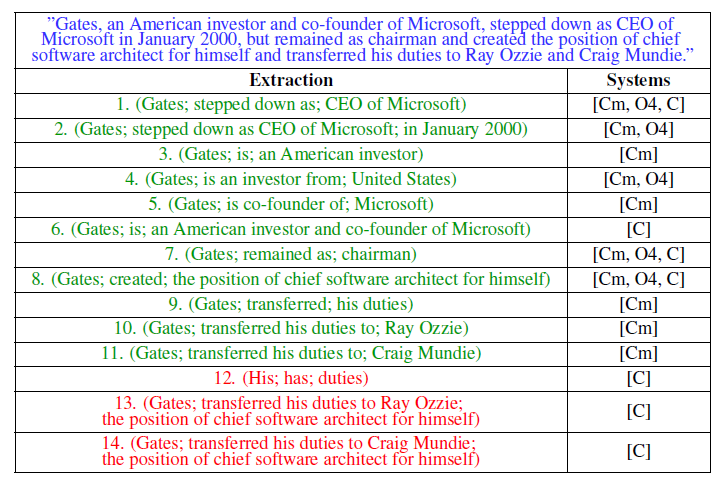 ”Gates, an American investor and co-founder of Microsoft, stepped down as CEO of
Microsoft in January 2000, but remained as chairman and created the position of chief
software architect for himself and transferred his duties to Ray Ozzie and Craig Mundie.”
Extraction Systems
1. (Gates; stepped down as; CEO of Microsoft) [Cm, O4, C]
2. (Gates; stepped down as CEO of Microsoft; in January 2000) [Cm, O4]
3. (Gates; is; an American investor) [Cm]
4. (Gates; is an investor from; United States) [Cm, O4]
5. (Gates; is co-founder of; Microsoft) [Cm]
6. (Gates; is; an American investor and co-founder of Microsoft) [C]
7. (Gates; remained as; chairman) [Cm, O4, C]
8. (Gates; created; the position of chief software architect for himself) [Cm, O4, C]
9. (Gates; transferred; his duties) [Cm]
10. (Gates; transferred his duties to; Ray Ozzie) [Cm]
11. (Gates; transferred his duties to; Craig Mundie) [Cm]
12. (His; has; duties) [C]
13. (Gates; transferred his duties to Ray Ozzie;
the position of chief software architect for himself) [C]
14. (Gates; transferred his duties to Craig Mundie;
the position of chief software architect for himself) [C]